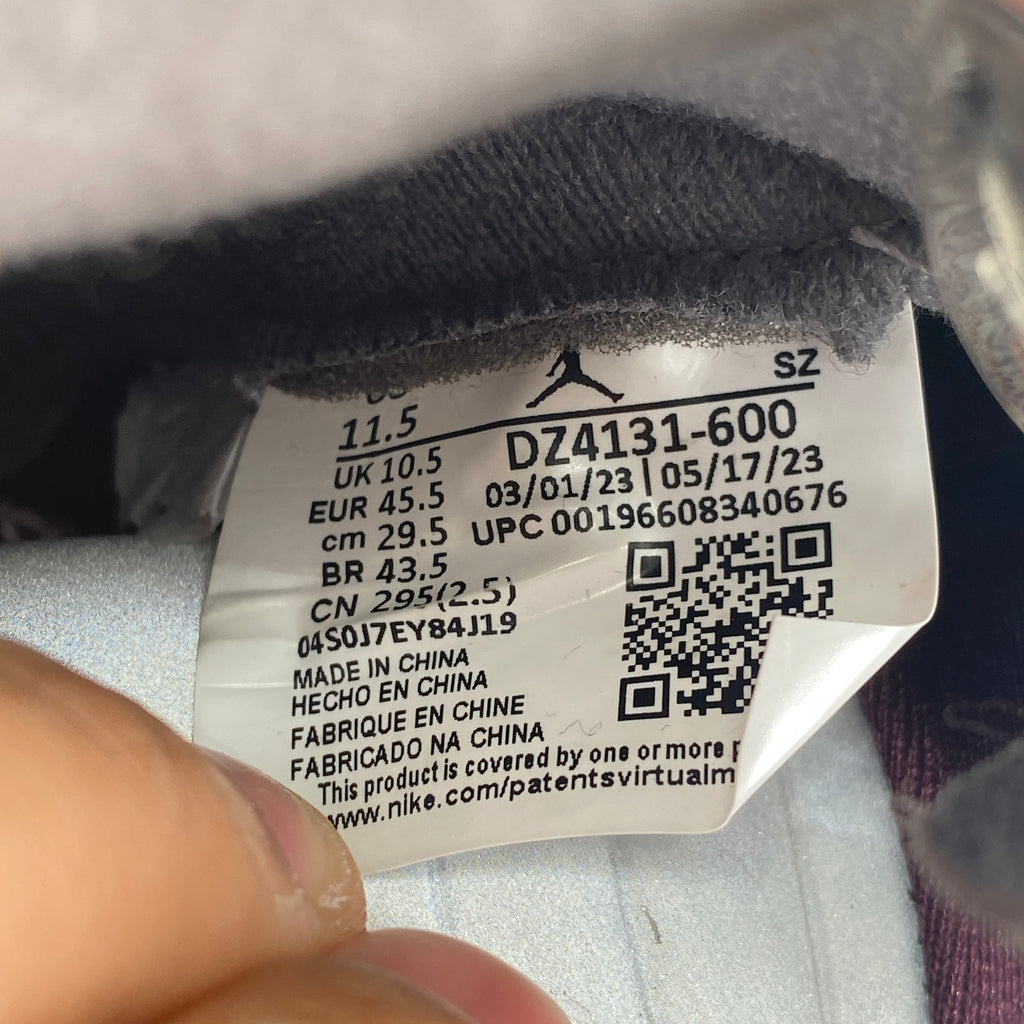 SZ
11.5
DZ4131-600
UK 10.5
03/01/23 | 05/17/23
EUR 45.5
UPC 00196608340676
cm 29.5
BR 43.5
CN 295(2.5)
04S0J7EY84J19
MADE IN CHINA
HECHO EN CHINA
FABRIQUE EN CHINE
FABRICADO NA CHINA
This product is covered by one or more p
www.nike.com/patentsvirtualm